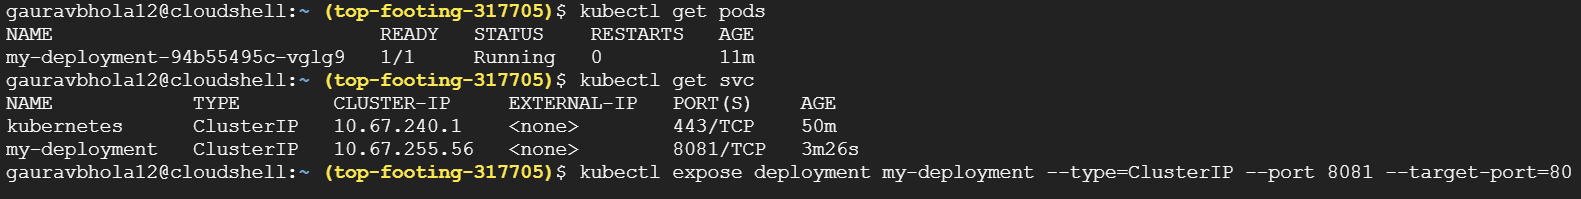 gauravbhola12@cloudshell:~ (top-footing-317705)$ kubectl get pods
NAME READY STATUS RESTARTS AGE
my-deployment-94b55495c-vglg9 1/1 Running 0 11m
gauravbhola12@cloudshell:~ (top-footing-317705)$ kubectl get svc
NAME TYPE CLUSTER-IP EXTERNAL-IP PORT(S) AGE
kubernetes ClusterIP 10.67.240.1 <none> 443/TCP 50m
my-deployment ClusterIP 10.67.255.56 <none> 8081/TCP 3m26s
gauravbhola12@cloudshell:~ (top-footing-317705)$ kubectl expose deployment my-deployment --type=ClusterIP --port 8081 --target-port=80